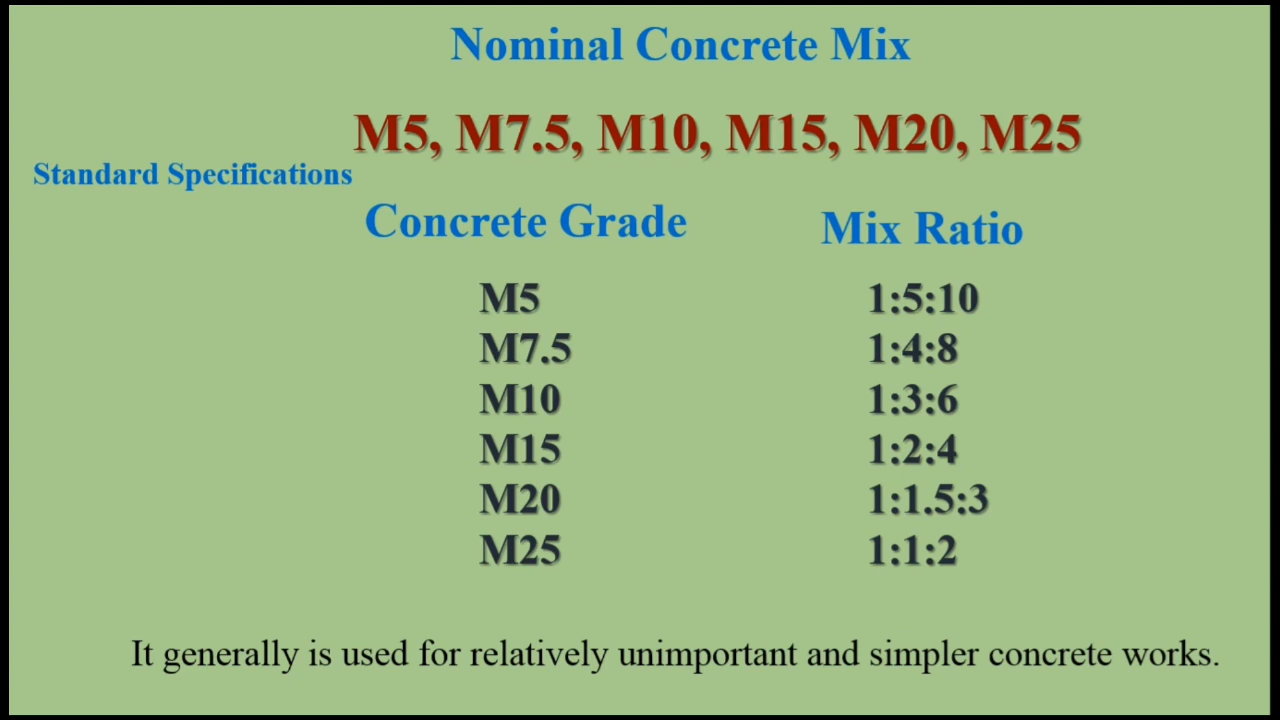 Nominal Concrete Mix
M5, M7.5, M10, M15, M20, M25
Standard Specifications
Concrete Grade Mix Ratio
M5 1:5:10
M7.5 1:4:8
M10 1:3:6
M15 1:2:4
M20 1:1.5:3
M25 1:1:2
It generally is used for relatively unimportant and simpler concrete works.